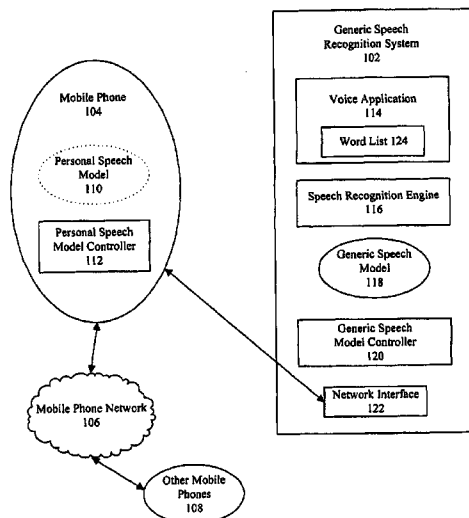 Mobile Phone
104
Personal Speech
Model
110
Personal Speech
Model Controller
112
Mobile Phone Network
106
Other Mobile
Phones
108
Generic Speech
Recognition System
102
Voice Application
114
Word List 124
Speech Recognition Engine
116
Generic Speech
Model
118
Generic Speech
Model Controller
120
Network Interface
122